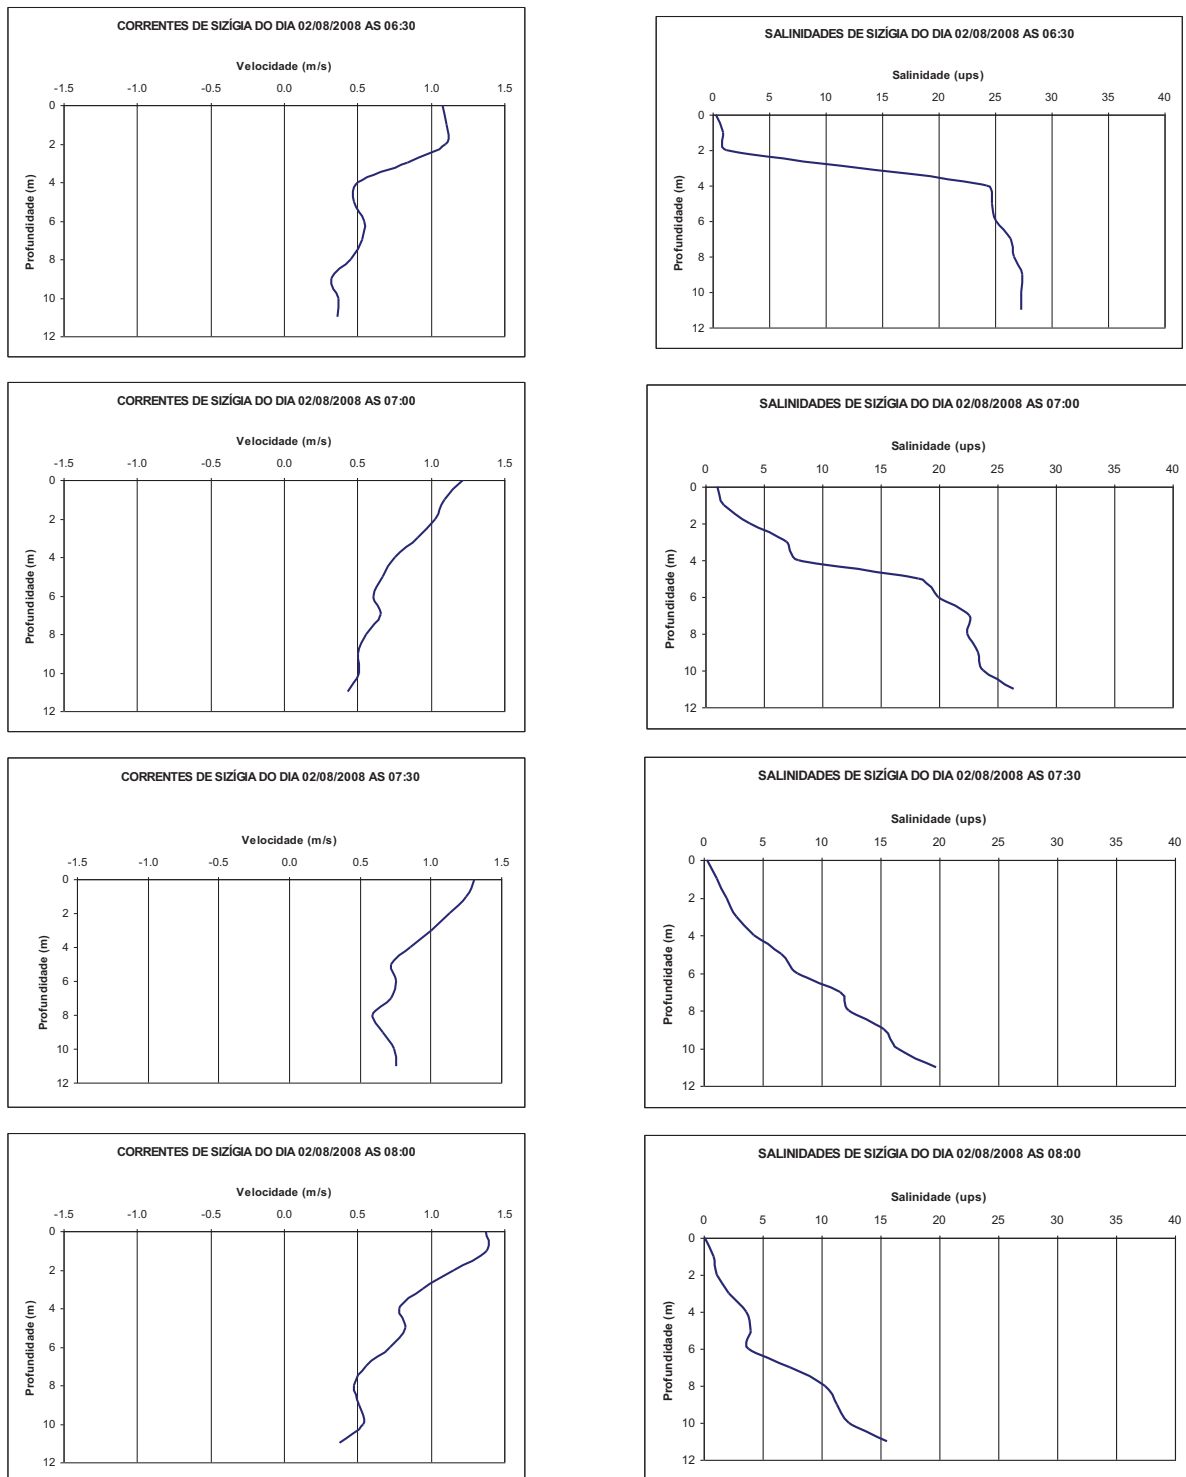 CORRENTES DE SIZÍGIA DO DIA 02/08/2008 AS 06:30
Velocidade (m/s)
-1.5 -1.0 -0.5 0.0 0.5 1.0 1.5
0
2
4
6
8
10
12
Profundidade (m)
SALINIDADES DE SIZÍGIA DO DIA 02/08/2008 AS 06:30
Salinidade (ups)
0 5 10 15 20 25 30 35 40
0
2
4
6
8
10
12
Profundidade (m)
CORRENTES DE SIZÍGIA DO DIA 02/08/2008 AS 07:00
Velocidade (m/s)
-1.5 -1.0 -0.5 0.0 0.5 1.0 1.5
0
2
4
6
8
10
12
Profundidade (m)
SALINIDADES DE SIZÍGIA DO DIA 02/08/2008 AS 07:00
Salinidade (ups)
0 5 10 15 20 25 30 35 40
0
2
4
6
8
10
12
Profundidade (m)
CORRENTES DE SIZÍGIA DO DIA 02/08/2008 AS 07:30
Velocidade (m/s)
-1.5 -1.0 -0.5 0.0 0.5 1.0 1.5
0
2
4
6
8
10
12
Profundidade (m)
SALINIDADES DE SIZÍGIA DO DIA 02/08/2008 AS 07:30
Salinidade (ups)
0 5 10 15 20 25 30 35 40
0
2
4
6
8
10
12
Profundidade (m)
CORRENTES DE SIZÍGIA DO DIA 02/08/2008 AS 08:00
Velocidade (m/s)
-1.5 -1.0 -0.5 0.0 0.5 1.0 1.5
0
2
4
6
8
10
12
Profundidade (m)
SALINIDADES DE SIZÍGIA DO DIA 02/08/2008 AS 08:00
Salinidade (ups)
0 5 10 15 20 25 30 35 40
0
2
4
6
8
10
12
Profundidade (m)